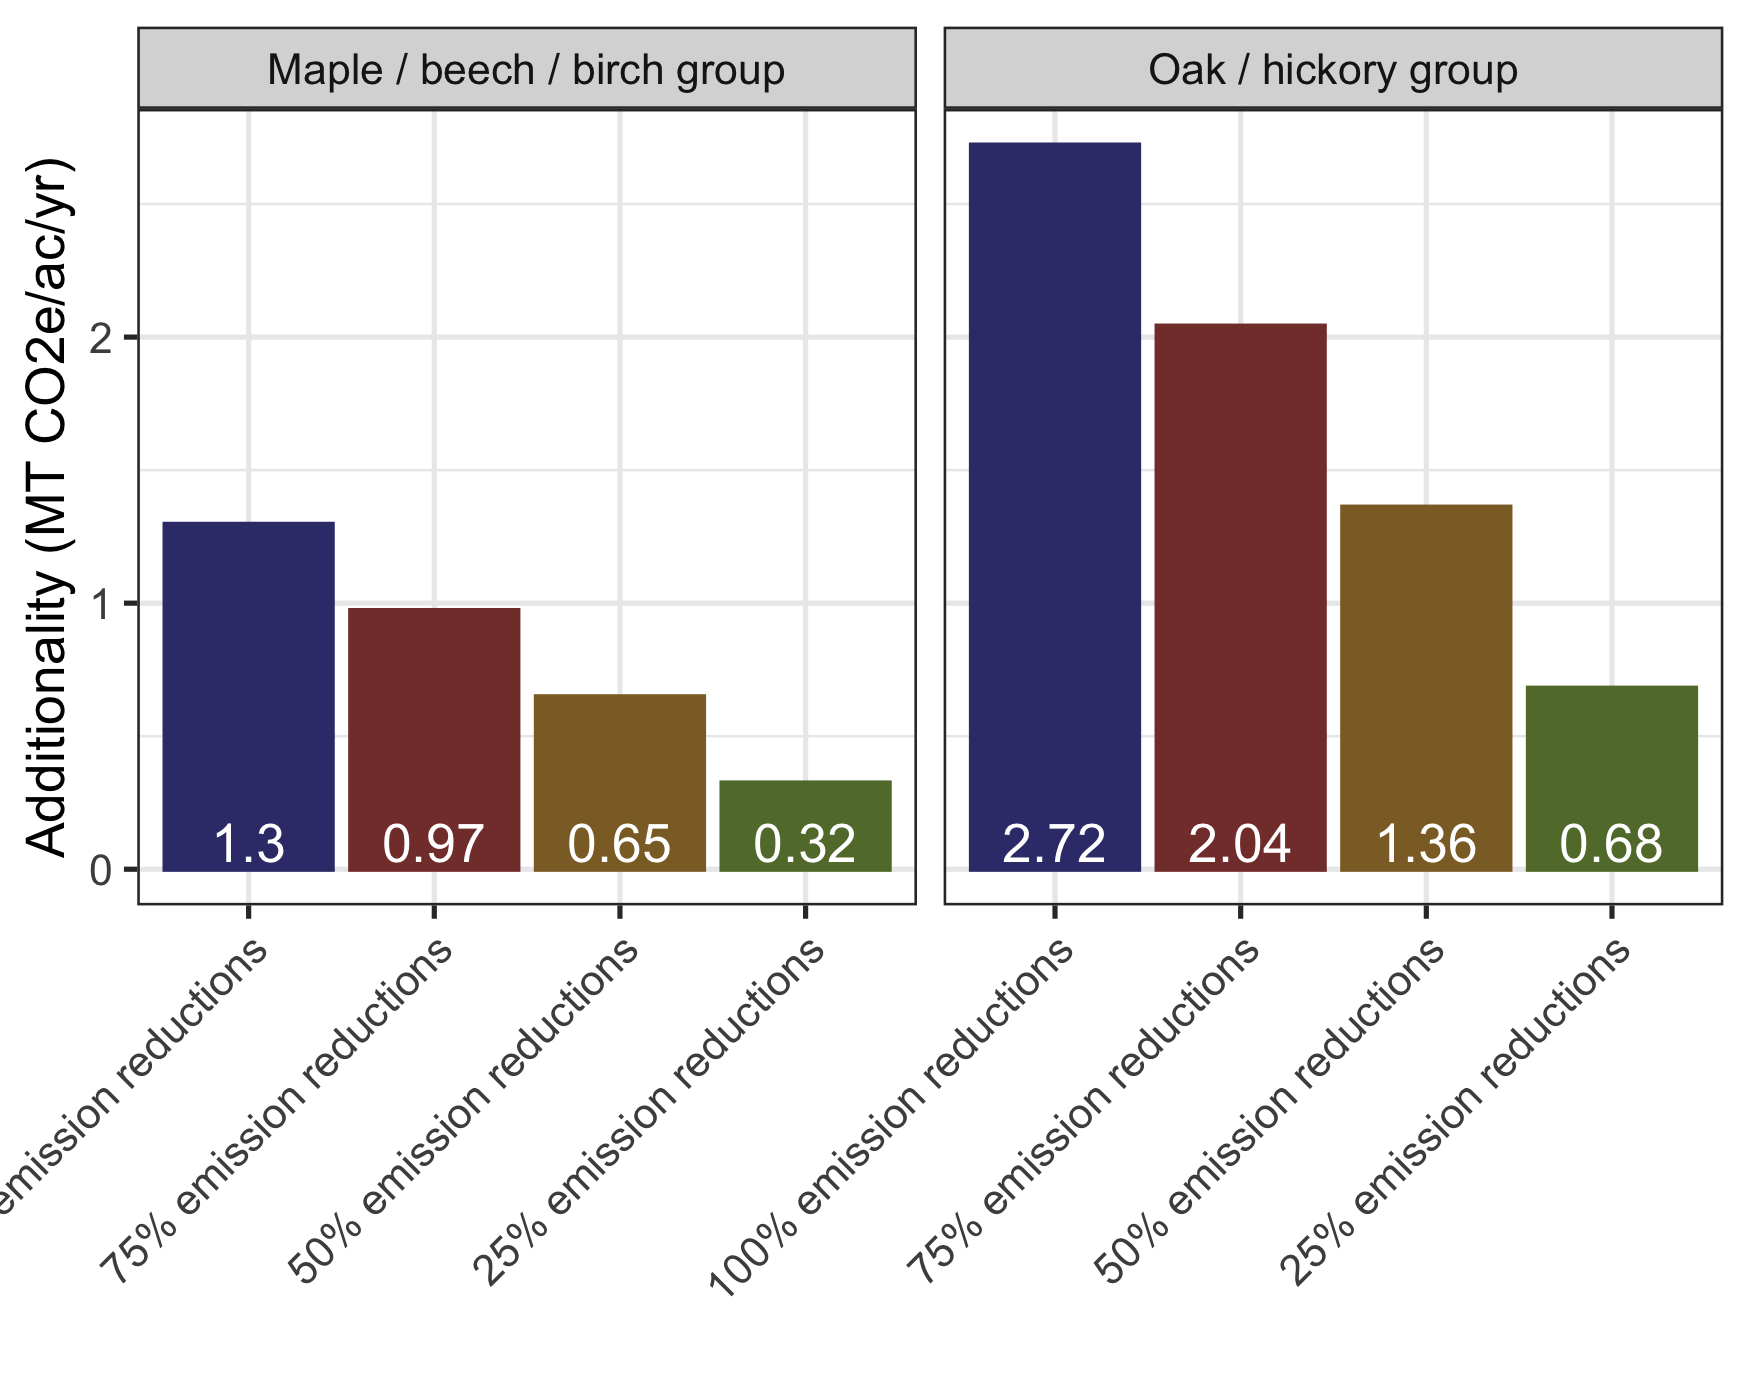 Maple / beech / birch group
Oak / hickory group
Additionality (MT CO2e/ac/yr)
2
1
0
1.3
0.97
0.65
0.32
2.72
2.04
1.36
0.68
emission reductions
75% emission reductions
50% emission reductions
25% emission reductions
100% emission reductions
75% emission reductions
50% emission reductions
25% emission reductions